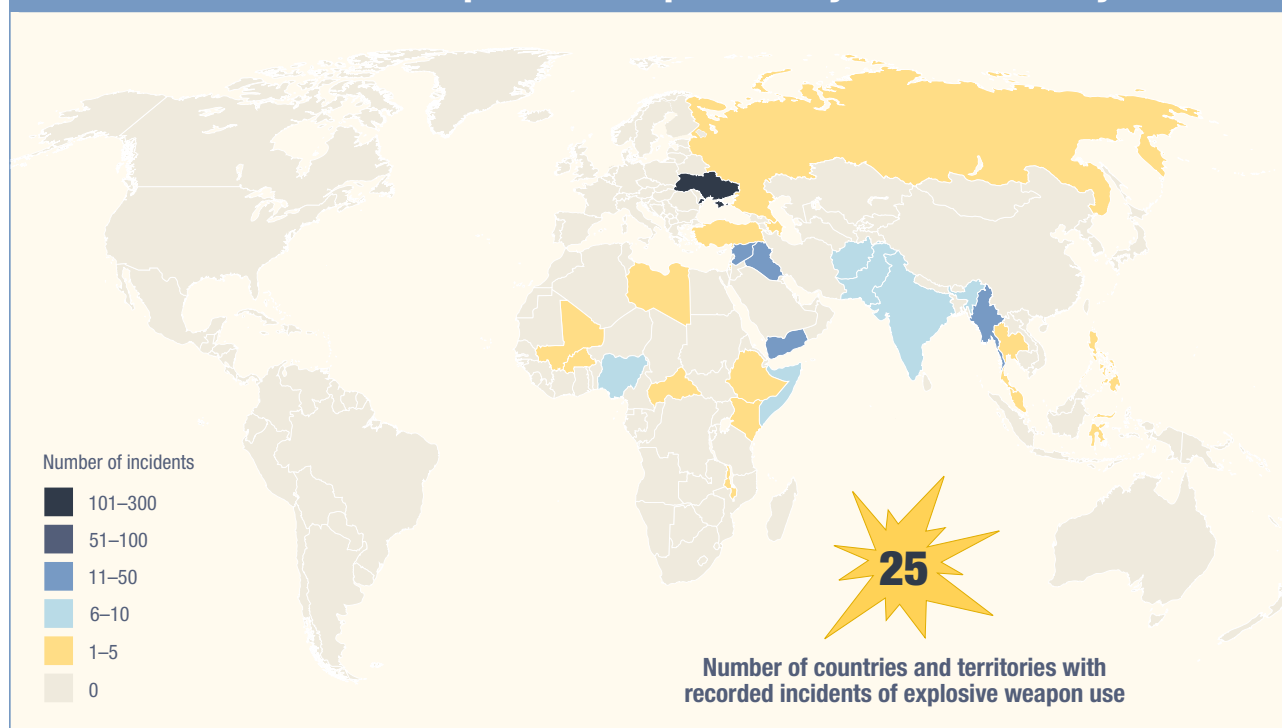 Number of incidents
101–300
51–100
11–50
6–10
1–5
0
25
Number of countries and territories with
recorded incidents of explosive weapon use